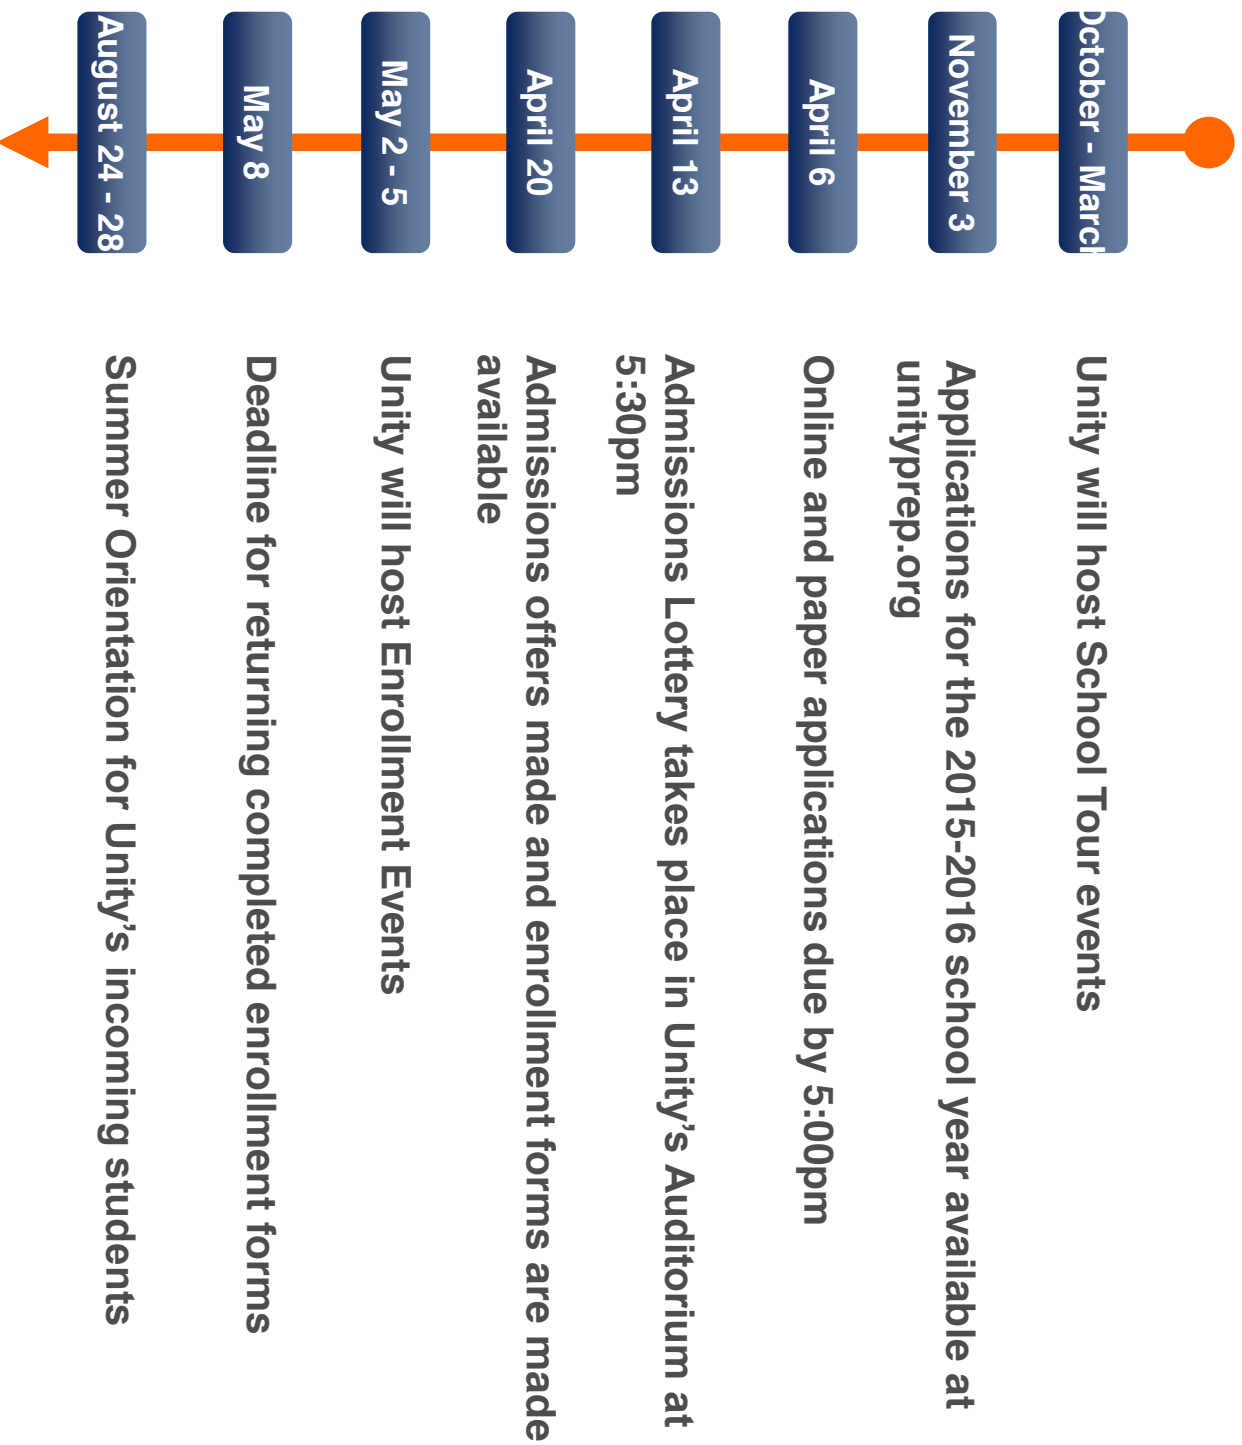 October - March
Unity will host School Tour events
November 3
Applications for the 2015-2016 school year available at
unityprep.org
April 6
Online and paper applications due by 5:00pm
April 13
Admissions Lottery takes place in Unity’s Auditorium at
5:30pm
April 20
Admissions offers made and enrollment forms are made
available
May 2 - 5
Unity will host Enrollment Events
May 8
Deadline for returning completed enrollment forms
August 24 - 28
Summer Orientation for Unity’s incoming students